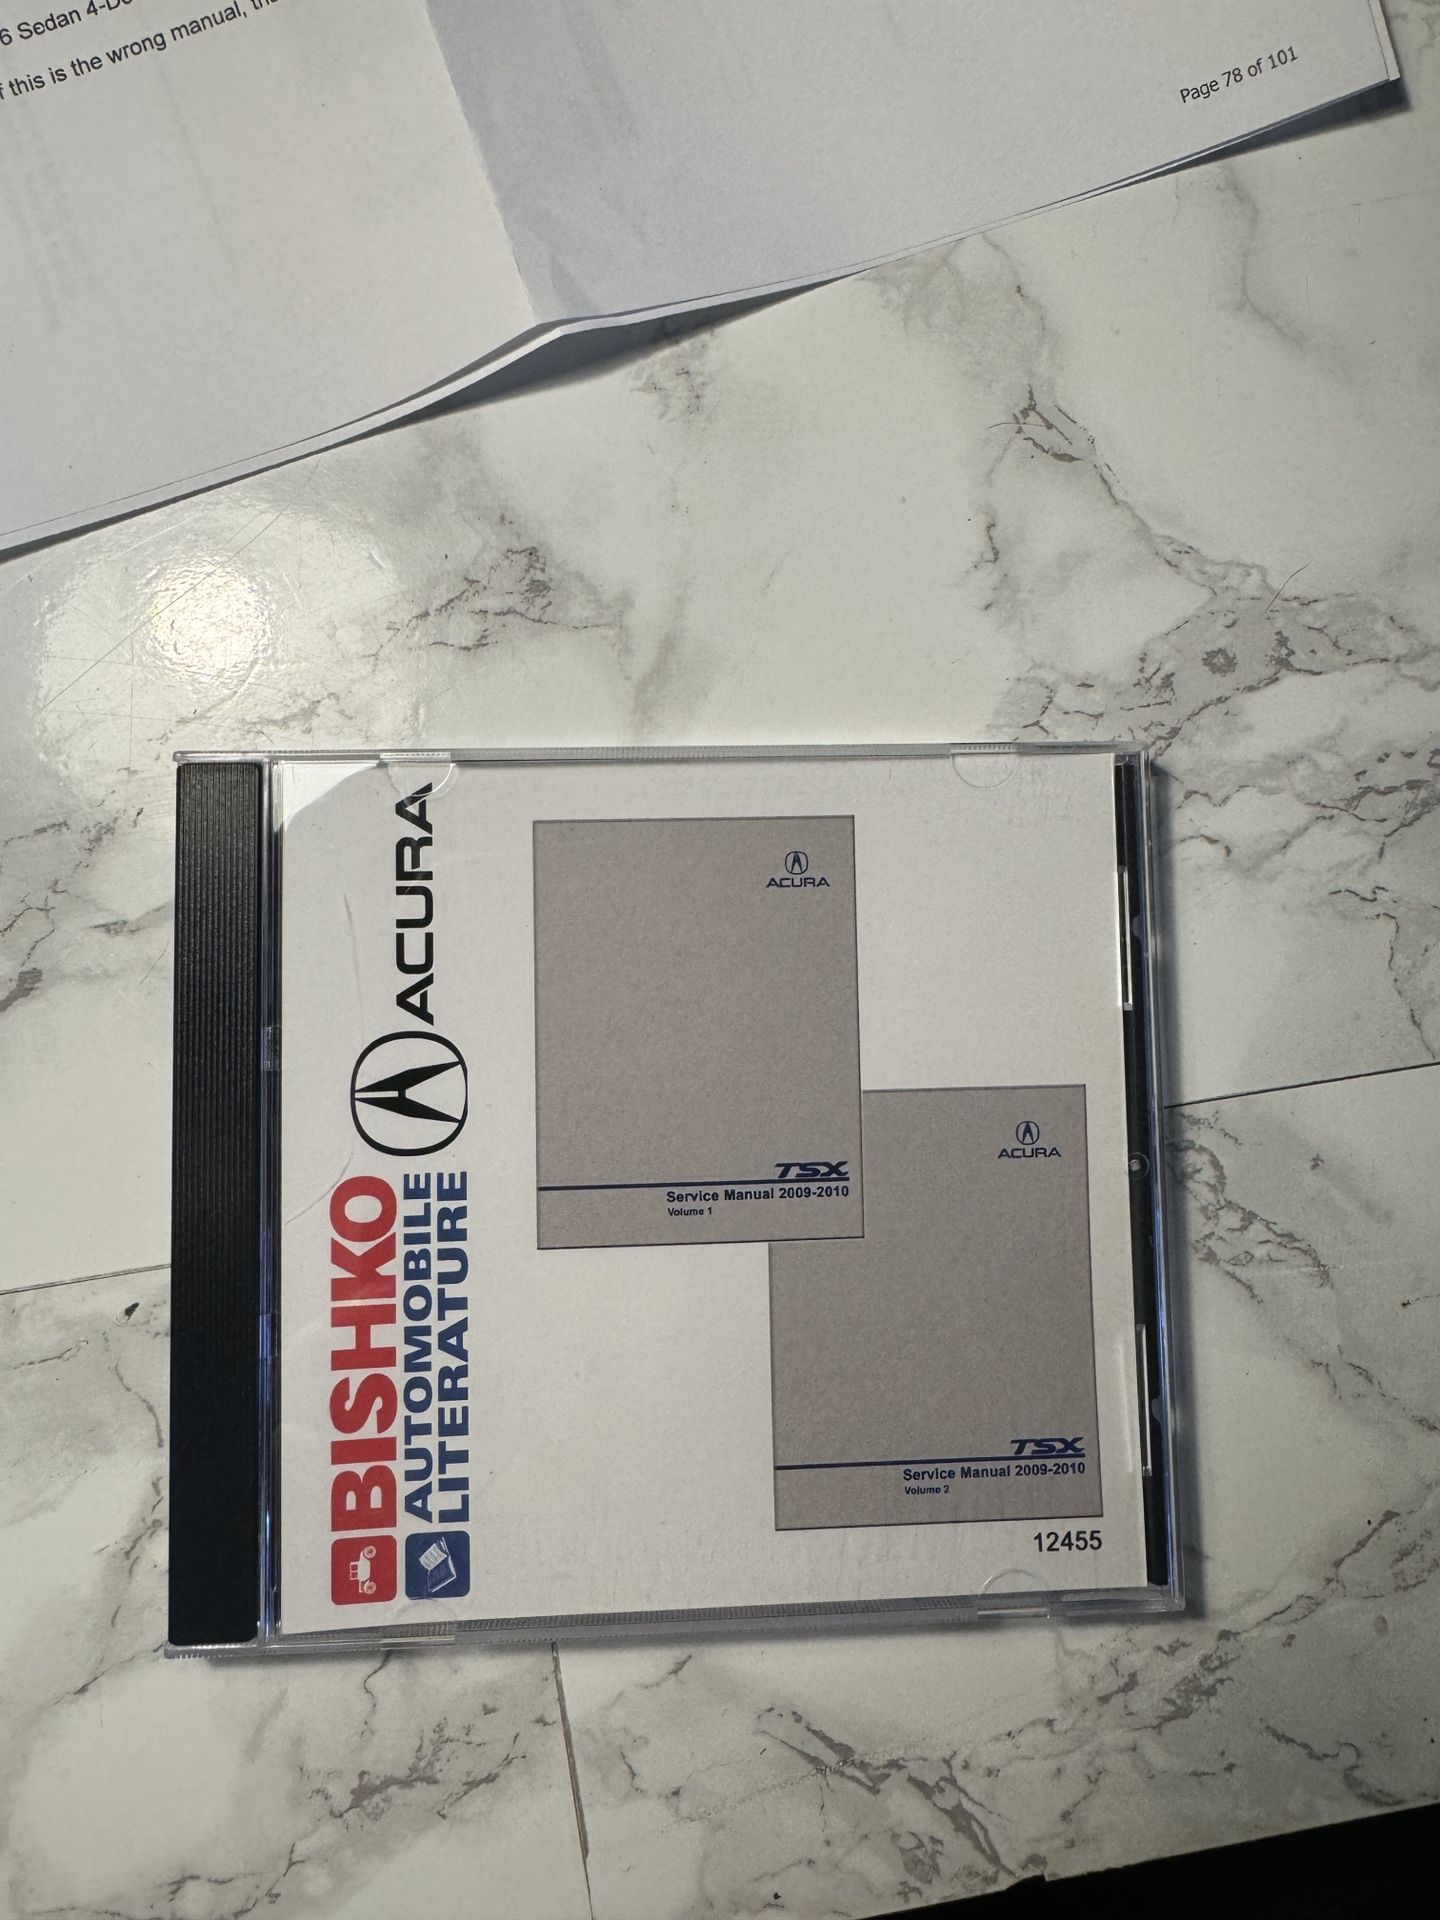 6 Sedan 4-Do
f this is the wrong manual,
Page 78 of 101
BISHKO
AUTOMOBILE
LITERATURE
ACURA
ACURA
TSX
Service Manual 2009-2010
Volume 1
ACURA
TSX
Service Manual 2009-2010
Volume 2
12455